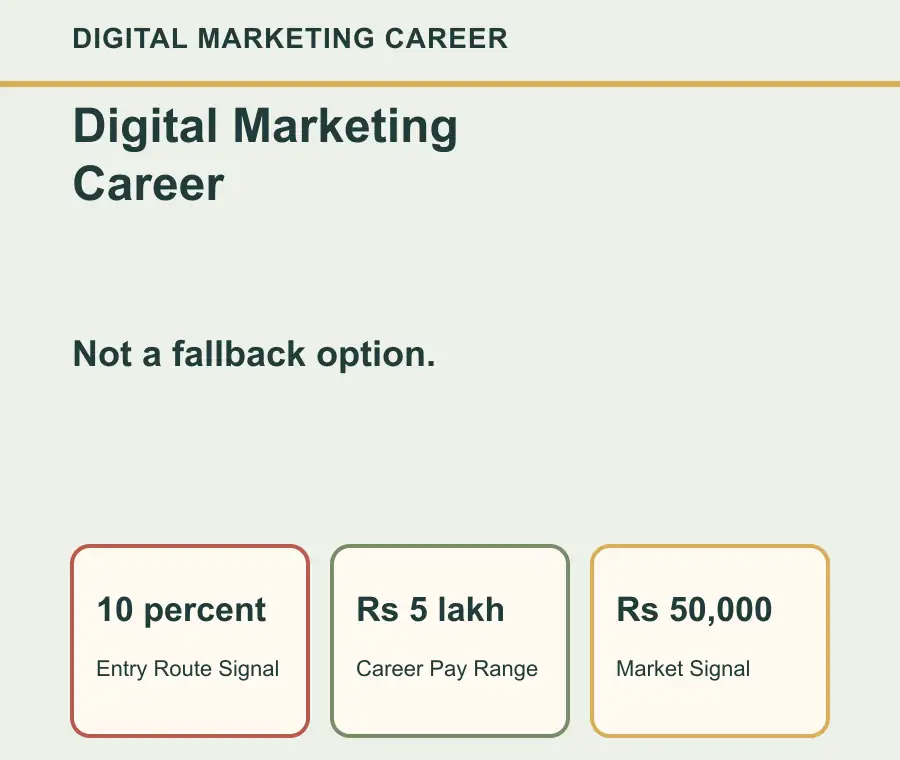 DIGITAL MARKETING CAREER
Digital Marketing
Career
Not a fallback option.
10 percent
Entry Route Signal
Rs 5 lakh
Career Pay Range
Rs 50,000
Market Signal